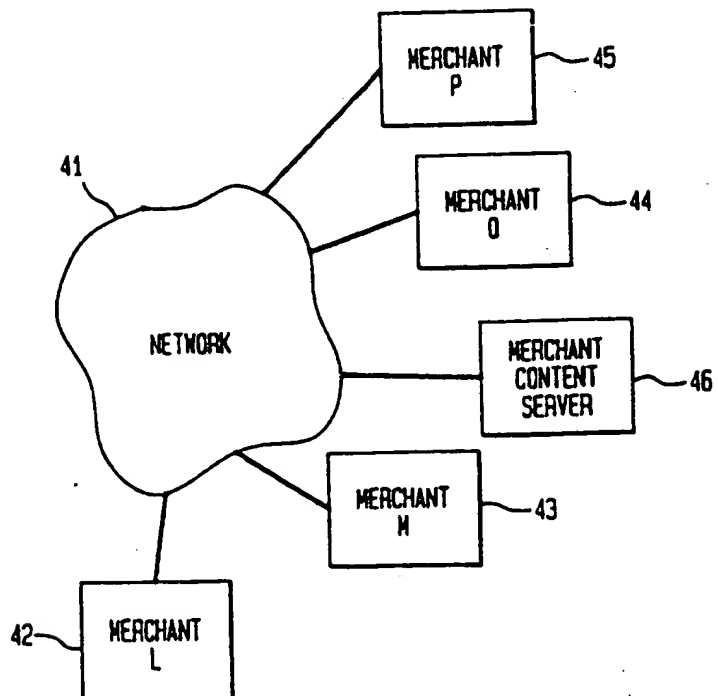 MERCHANT
P
45
41
MERCHANT
O
44
NETWORK
MERCHANT
CONTENT
SERVER
46
MERCHANT
M
43
42
MERCHANT
L